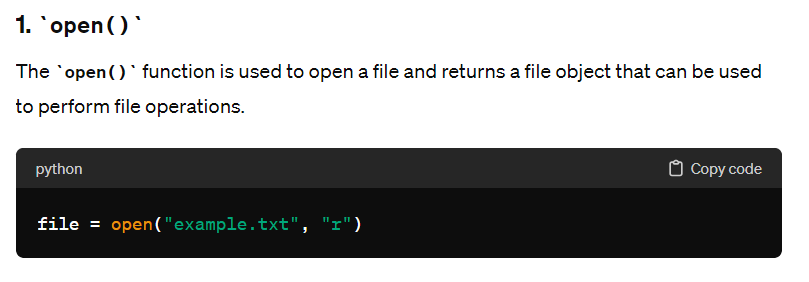 1. `open()`
The `open()` function is used to open a file and returns a file object that can be used
to perform file operations.
python
Copy code
file = open("example.txt", "r")